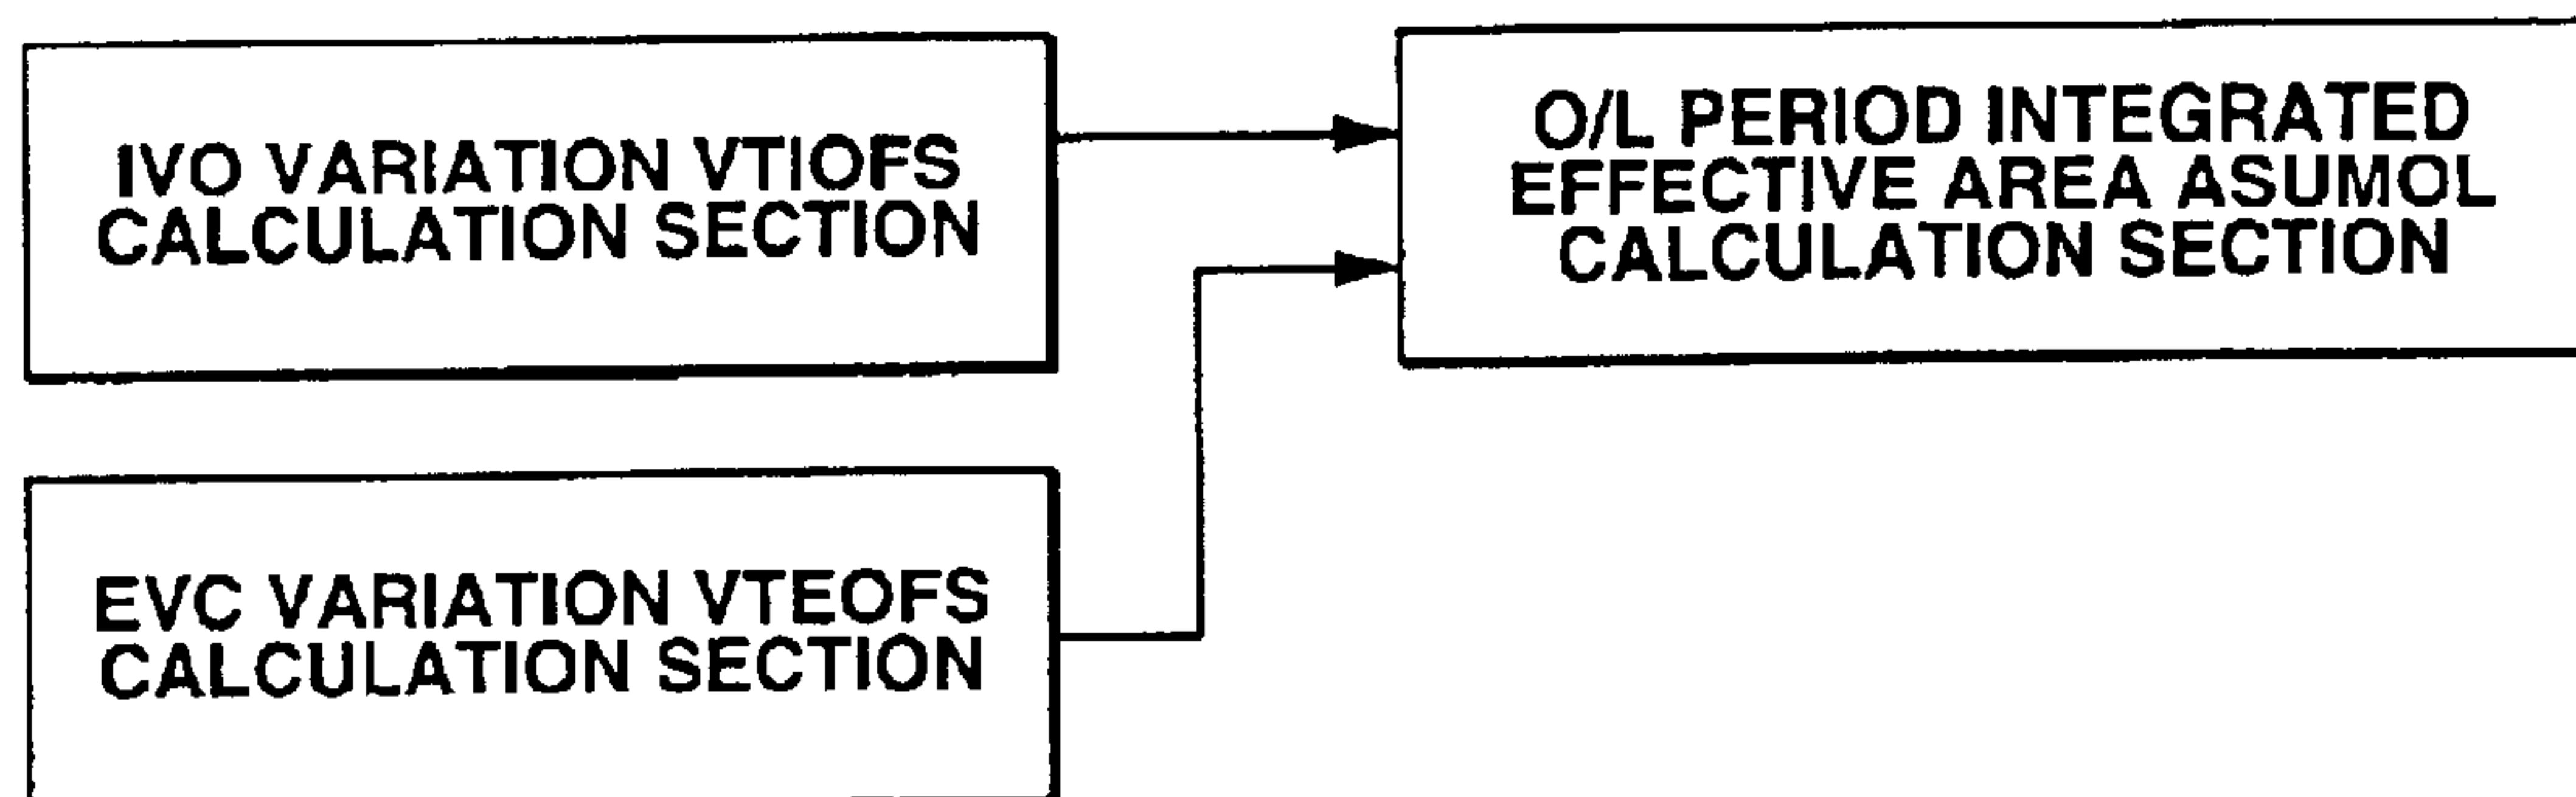 IVO VARIATION VTIOFS
CALCULATION SECTION
O/L PERIOD INTEGRATED
EFFECTIVE AREA ASUMOL
CALCULATION SECTION
EVC VARIATION VTEOFS
CALCULATION SECTION